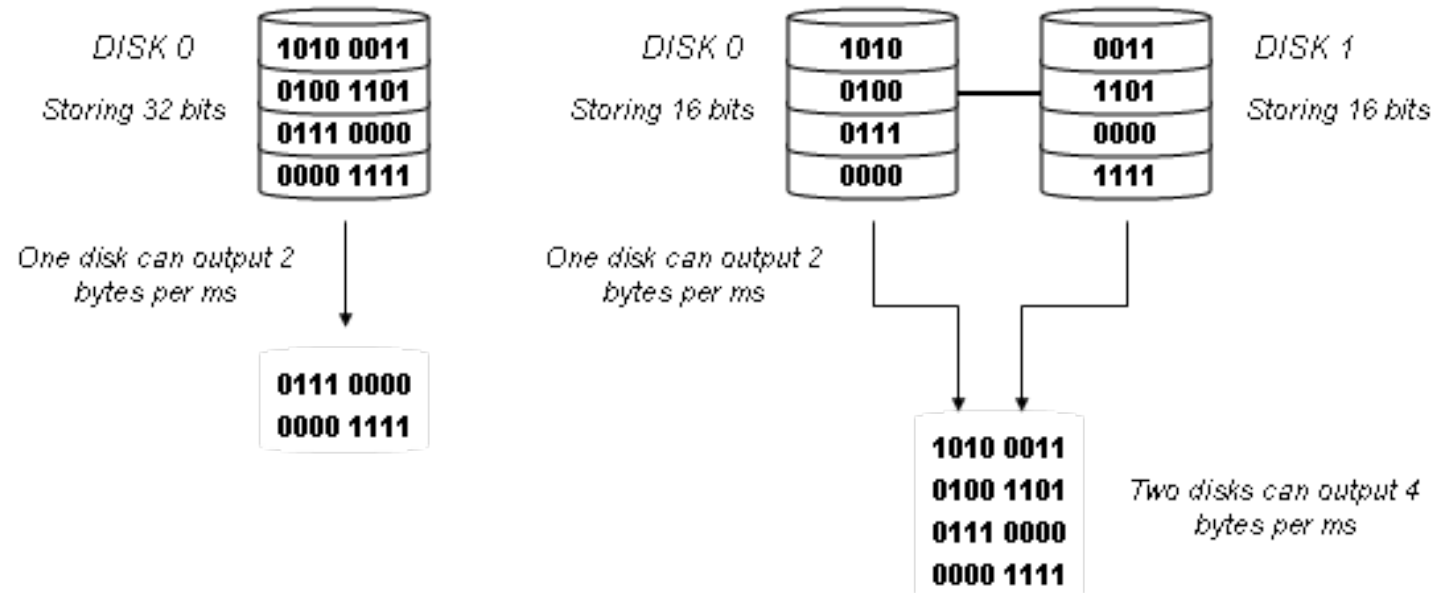 DISK 0
Storing 32 bits
1010 0011
0100 1101
0111 0000
0000 1111
One disk can output 2
bytes per ms
0111 0000
0000 1111
DISK 0
Storing 16 bits
1010
0100
0111
0000
0011
1101
0000
1111
DISK 1
Storing 16 bits
One disk can output 2
bytes per ms
1010 0011
0100 1101
0111 0000
0000 1111
Two disks can output 4
bytes per ms